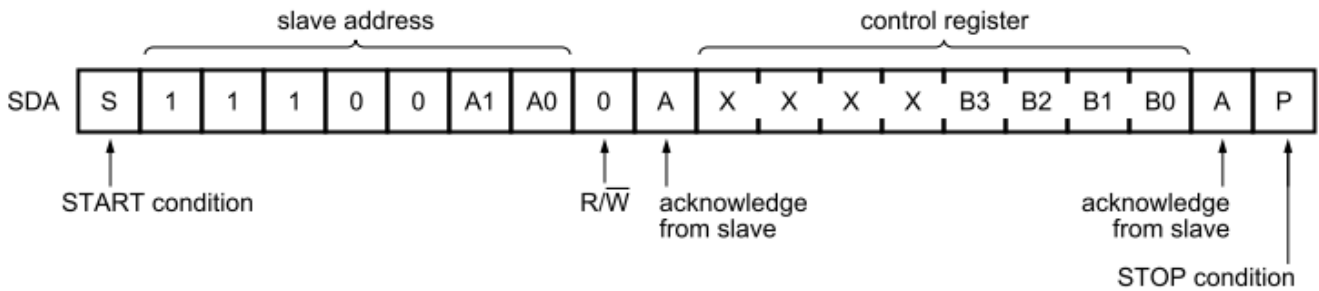 slave address control register
SDA S 1 1 1 0 0 A1 A0 0 A X X X X B3 B2 B1 B0 A P
START condition R/W̅ acknowledge from slave acknowledge from slave
STOP condition